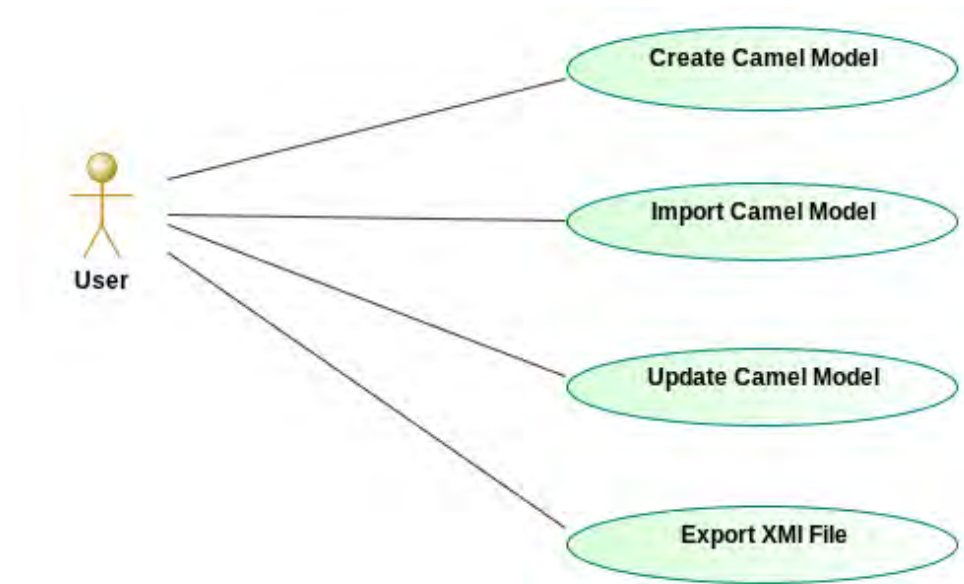 Create Camel Model
Import Camel Model
User
Update Camel Model
Export XMI File